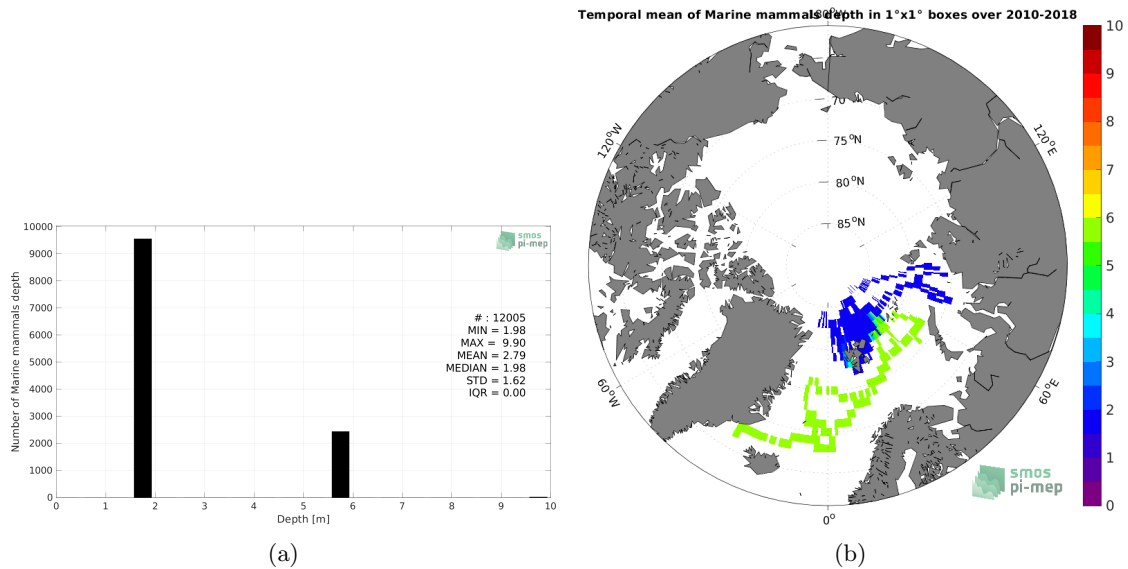 Temporal mean of Marine mammals depth in 1°x1° boxes over 2010-2018
180°W
10
9
8
7
6
5
4
3
2
1
0
70°N
75°N
80°N
85°N
120°W
120°E
60°W
60°E
0°
smos
pi-mep
10000
9000
8000
7000
6000
5000
4000
3000
2000
1000
0
Number of Marine mammals depth
smos
pi-mep
# : 12005
MIN = 1.98
MAX = 9.90
MEAN = 2.79
MEDIAN = 1.98
STD = 1.62
IQR = 0.00
0 1 2 3 4 5 6 7 8 9 10
Depth [m]
(a)
(b)